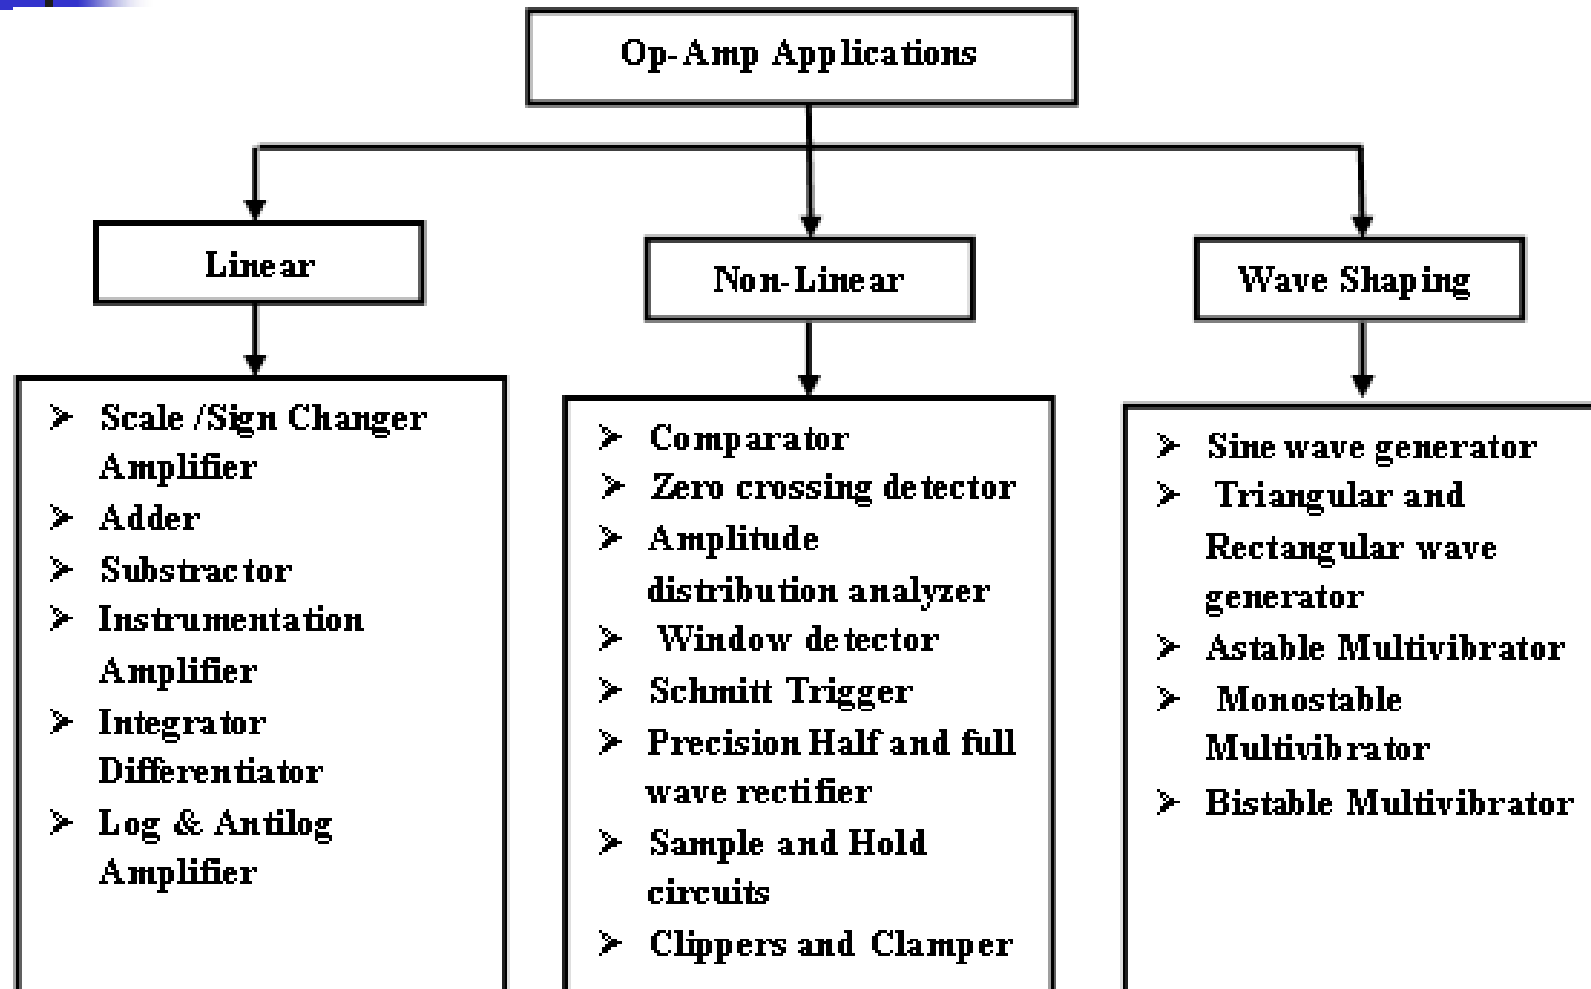 Op-Amp Applications
Linear
Non-Linear
Wave Shaping
➢ Scale /Sign Changer
Amplifier
➢ Adder
➢ Substractor
➢ Instrumentation
Amplifier
➢ Integrator
Differentiator
➢ Log & Antilog
Amplifier
➢ Comparator
➢ Zero crossing detector
➢ Amplitude
distribution analyzer
➢ Window detector
➢ Schmitt Trigger
➢ Precision Half and full
wave rectifier
➢ Sample and Hold
circuits
➢ Clippers and Clamper
➢ Sine wave generator
➢ Triangular and
Rectangular wave
generator
➢ Astable Multivibrator
➢ Monostable
Multivibrator
➢ Bistable Multivibrator